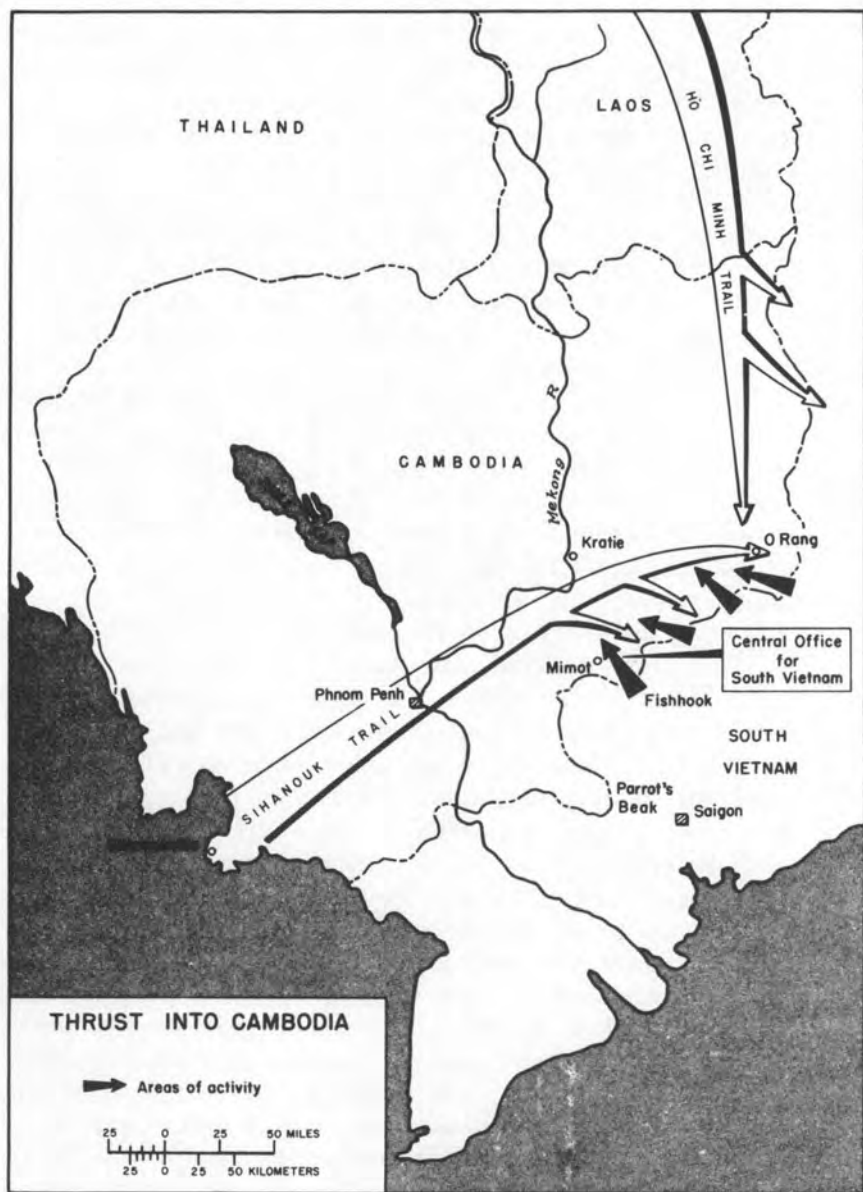 THAILAND
LAOS
HO CHI MINH TRAIL
CAMBODIA
Mekong R
Kratie
O Rang
Central Office
for
South Vietnam
Mimot
Fishhook
Phnom Penh
SIHANOUK TRAIL
SOUTH
VIETNAM
Parrot's
Beak
Saigon
THRUST INTO CAMBODIA
Areas of activity
25 0 25 50 MILES
25 0 25 50 KILOMETERS